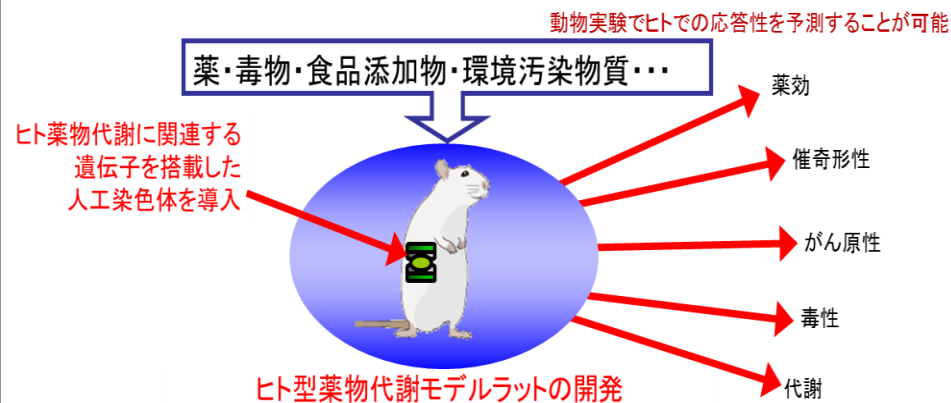 動物実験でヒトでの応答性を予測することが可能
薬・毒物・食品添加物・環境汚染物質・・・
ヒト薬物代謝に関連する
遺伝子を搭載した
人工染色体を導入
薬効
催奇形性
がん原性
毒性
代謝
ヒト型薬物代謝モデルラットの開発